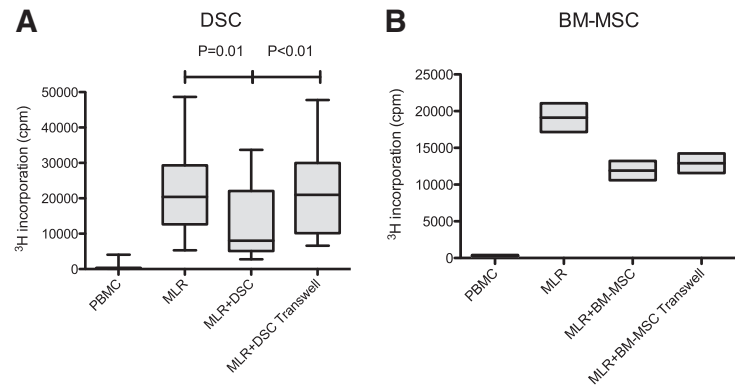 A
DSC
P=0.01
P<0.01
³H incorporation (cpm)
50000
40000
30000
20000
10000
0
PBMC
MLR
MLR+DSC
MLR+DSC Transwell
B
BM-MSC
³H incorporation (cpm)
25000
20000
15000
10000
5000
0
PBMC
MLR
MLR+BM-MSC
MLR+BM-MSC Transwell